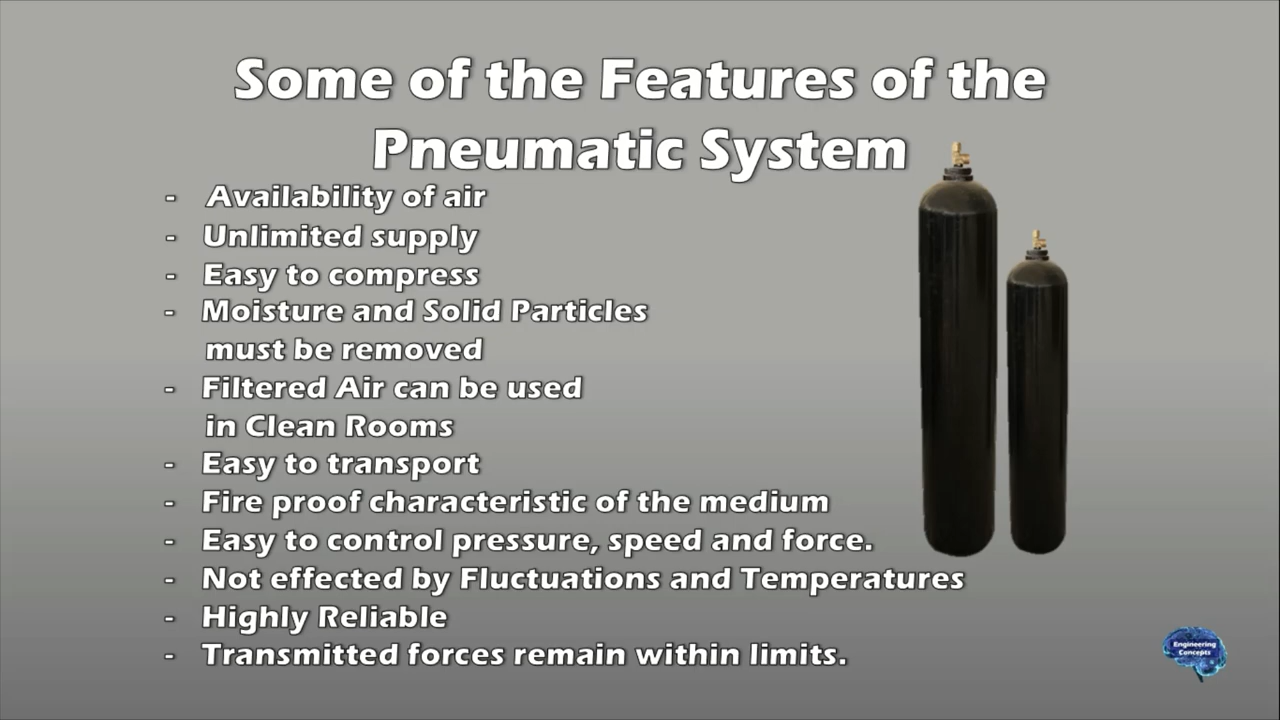 Some of the Features of the
Pneumatic System
- Availability of air
- Unlimited supply
- Easy to compress
- Moisture and Solid Particles
must be removed
- Filtered Air can be used
in Clean Rooms
- Easy to transport
- Fire proof characteristic of the medium
- Easy to control pressure, speed and force.
- Not effected by Fluctuations and Temperatures
- Highly Reliable
- Transmitted forces remain within limits.
Engineering
Concepts